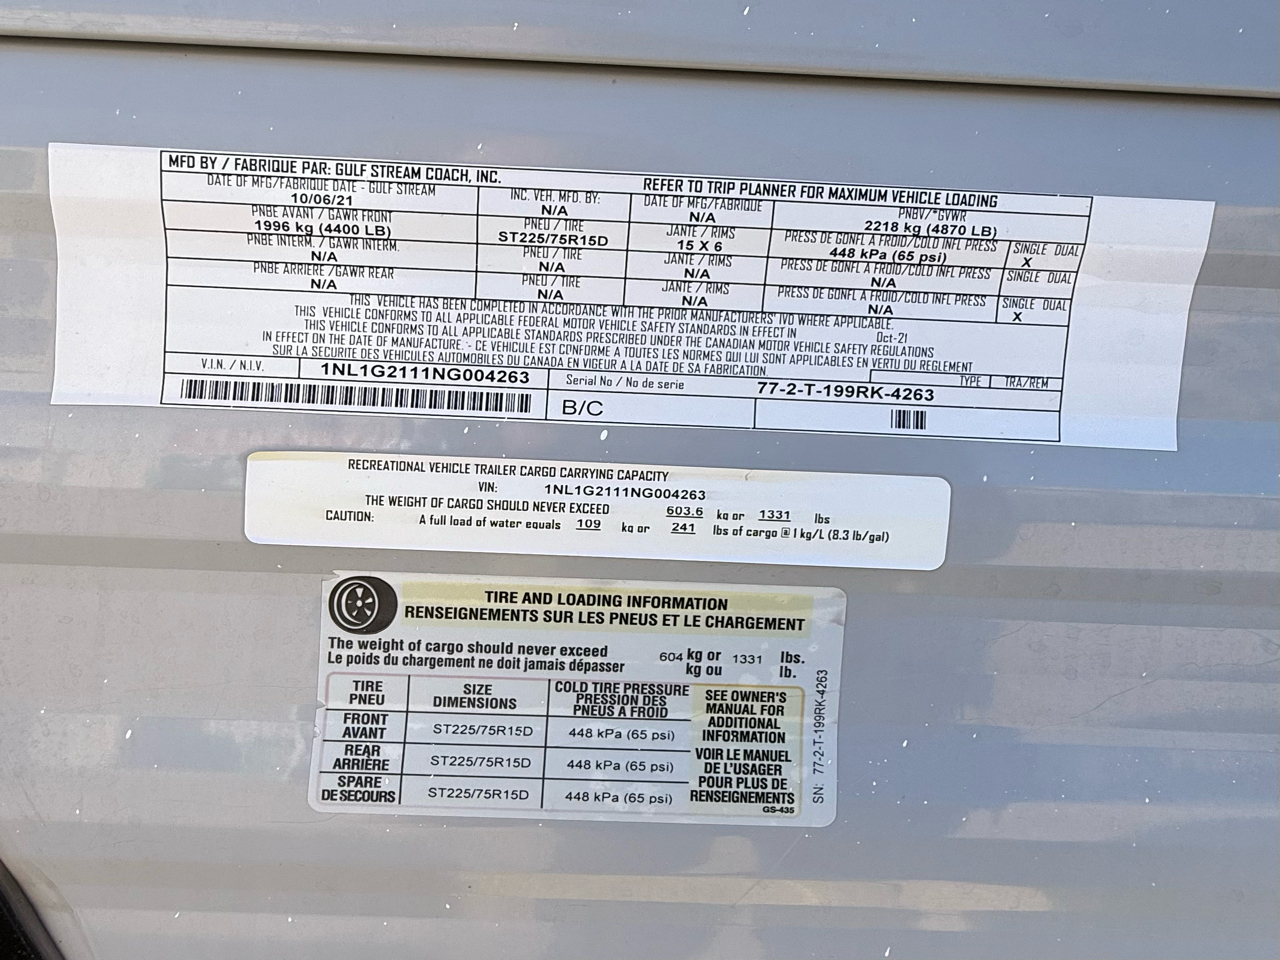 MFD BY / FABRIQUE PAR: GULF STREAM COACH, INC. REFER TO TRIP PLANNER FOR MAXIMUM VEHICLE LOADING
DATE OF MFG/FABRIQUE DATE - GULF STREAM INC. VEH. MFD. BY: DATE OF MFG/FABRIQUE PNBV/*GVWR
10/06/21 N/A N/A 2218 kg (4870 LB)
PNBE AVANT / GAWR FRONT PNEU / TIRE JANTE / RIMS PRESS DE GONFL A FROID/COLD INFL PRESS SINGLE DUAL
1996 kg (4400 LB) ST225/75R15D 15 X 6 448 kPa (65 psi) X
PNBE INTERM. / GAWR INTERM. PNEU / TIRE JANTE / RIMS PRESS DE GONFL A FROID/COLD INFL PRESS SINGLE DUAL
N/A N/A N/A N/A
PNBE ARRIERE /GAWR REAR PNEU / TIRE JANTE / RIMS PRESS DE GONFL A FROID/COLD INFL PRESS SINGLE DUAL
N/A N/A N/A N/A X
THIS VEHICLE HAS BEEN COMPLETED IN ACCORDANCE WITH THE PRIOR MANUFACTURERS' IVD WHERE APPLICABLE.
THIS VEHICLE CONFORMS TO ALL APPLICABLE FEDERAL MOTOR VEHICLE SAFETY STANDARDS IN EFFECT IN Oct-21
THIS VEHICLE CONFORMS TO ALL APPLICABLE STANDARDS PRESCRIBED UNDER THE CANADIAN MOTOR VEHICLE SAFETY REGULATIONS
IN EFFECT ON THE DATE OF MANUFACTURE. - CE VEHICULE EST CONFORME A TOUTES LES NORMES QUI LUI SONT APPLICABLES EN VERTU DU REGLEMENT
SUR LA SECURITE DES VEHICULES AUTOMOBILES DU CANADA EN VIGEUR A LA DATE DE SA FABRICATION.
V.I.N. / N.I.V. 1NL1G2111NG004263 Serial No / No de serie 77-2-T-199RK-4263 TYPE TRA/REM
B/C
RECREATIONAL VEHICLE TRAILER CARGO CARRYING CAPACITY
VIN: 1NL1G2111NG004263
THE WEIGHT OF CARGO SHOULD NEVER EXCEED 603.6 kg or 1331 lbs
CAUTION: A full load of water equals 109 kg or 241 lbs of cargo @ 1 kg/L (8.3 lb/gal)
TIRE AND LOADING INFORMATION
RENSEIGNEMENTS SUR LES PNEUS ET LE CHARGEMENT
The weight of cargo should never exceed 604 kg or 1331 lbs.
Le poids du chargement ne doit jamais dépasser kg ou lb.
TIRE SIZE COLD TIRE PRESSURE
PNEU DIMENSIONS PRESSION DES
PNEUS A FROID
FRONT
AVANT ST225/75R15D 448 kPa (65 psi)
REAR
ARRIÈRE ST225/75R15D 448 kPa (65 psi)
SPARE
DE SECOURS ST225/75R15D 448 kPa (65 psi)
SEE OWNER'S
MANUAL FOR
ADDITIONAL
INFORMATION
VOIR LE MANUEL
DE L'USAGER
POUR PLUS DE
RENSEIGNEMENTS
GS-435
SN: 77-2-T-199RK-4263